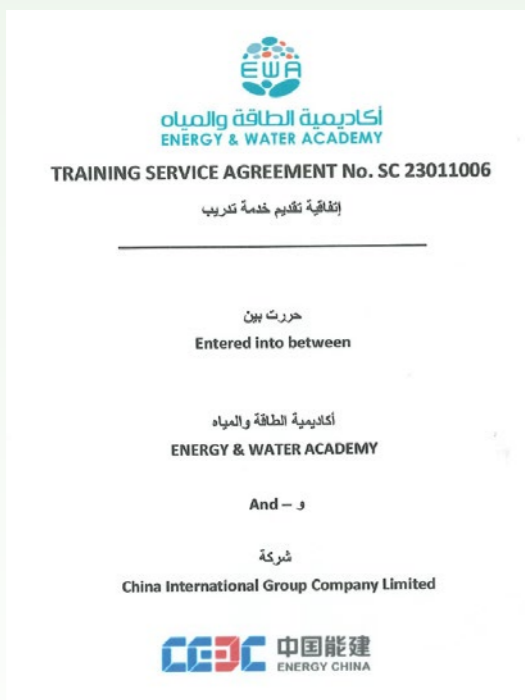 EWA
أكاديمية الطاقة والمياه
ENERGY & WATER ACADEMY
TRAINING SERVICE AGREEMENT No. SC 23011006
إتفاقية تقديم خدمة تدريب
حررت بين
Entered into between
أكاديمية الطاقة والمياه
ENERGY & WATER ACADEMY
And – و
شركة
China International Group Company Limited
CEEC 中国能建
ENERGY CHINA